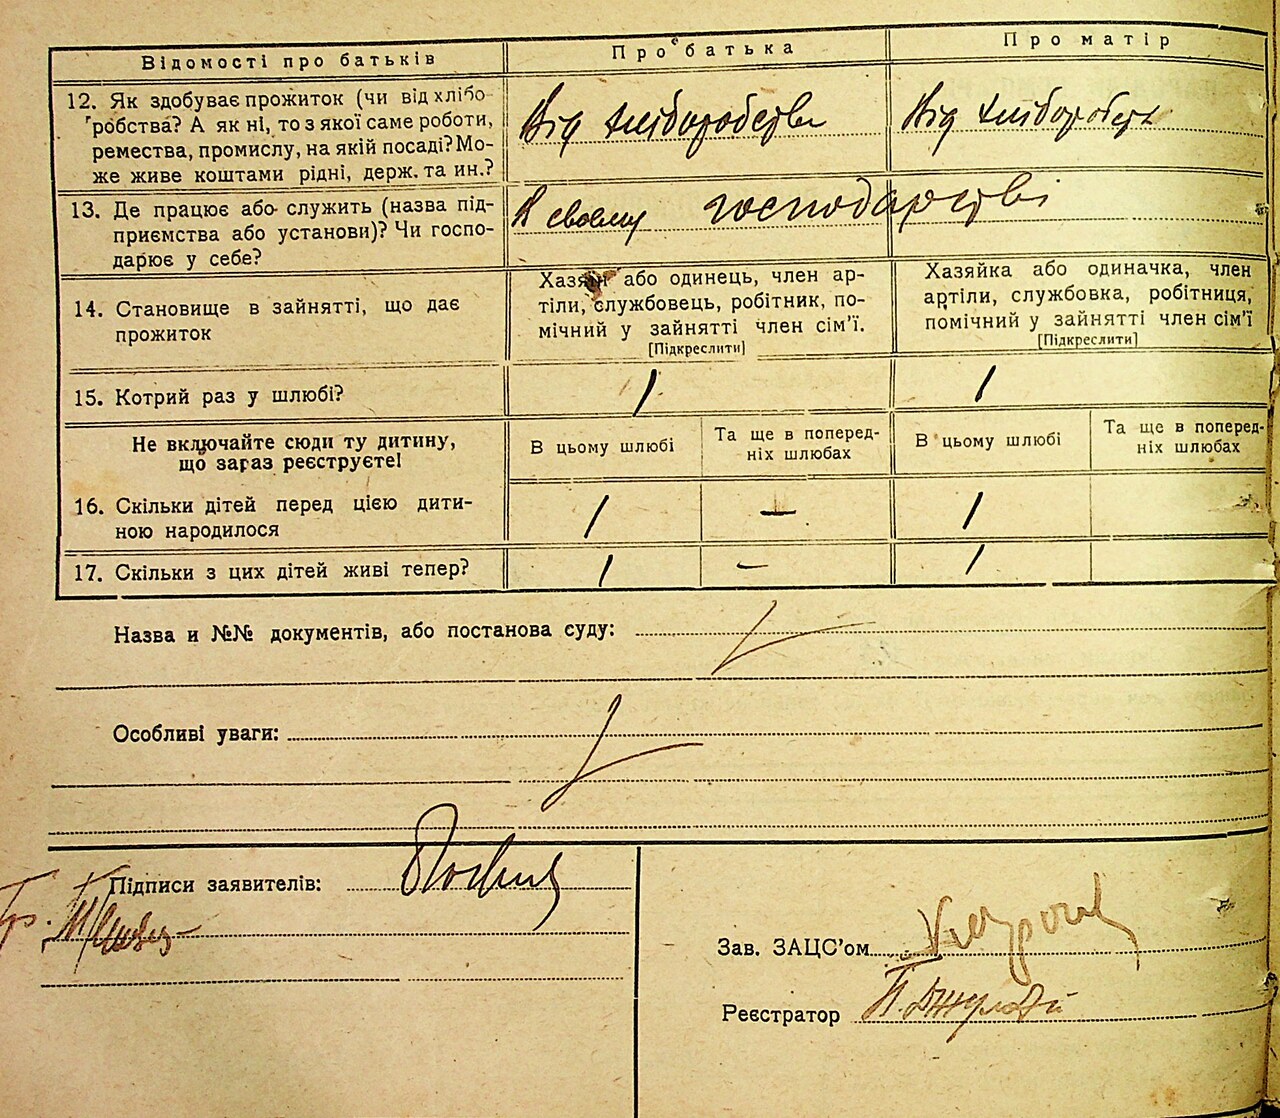 Відомості про батьків
Про батька
Про матір
12. Як здобуває прожиток (чи від хлібо-
робства? А як ні, то з якої саме роботи,
ремества, промислу, на якій посаді? Мо-
же живе коштами рідні, держ. та ин.?
Від хліборобства
Від хліборобств
13. Де працює або служить (назва під-
приємства або установи)? Чи госпо-
дарює у себе?
В своему господарстві
14. Становище в зайнятті, що дає
прожиток
Хазяїн або одинець, член ар-
тіли, службовець, робітник, по-
мічний у зайнятті член сім'ї.
[Підкреслити]
Хазяйка або одиначка, член
артіли, службовка, робітниця,
помічний у зайнятті член сім'ї
[Підкреслити]
15. Котрий раз у шлюбі?
1
1
Не включайте сюди ту дитину,
що зараз реєструєте!
В цьому шлюбі
Та ще в поперед-
ніх шлюбах
В цьому шлюбі
Та ще в поперед-
ніх шлюбах
16. Скільки дітей перед цією дити-
ною народилося
1
—
1
17. Скільки з цих дітей живі тепер?
1
—
1
Назва и №№ документів, або постанова суду:
Особливі уваги:
Підписи заявителів:
Зав. ЗАЦС'ом
Реєстратор